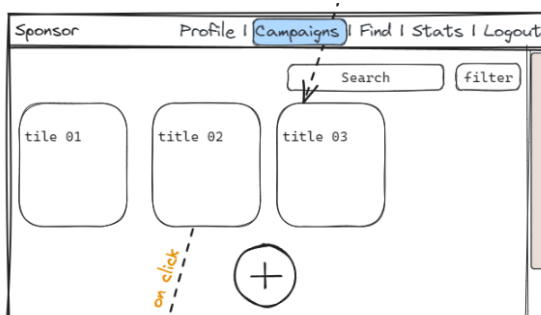 Sponsor Profile | Campaigns | Find | Stats | Logout
Search filter
tile 01 title 02 title 03
on click
+